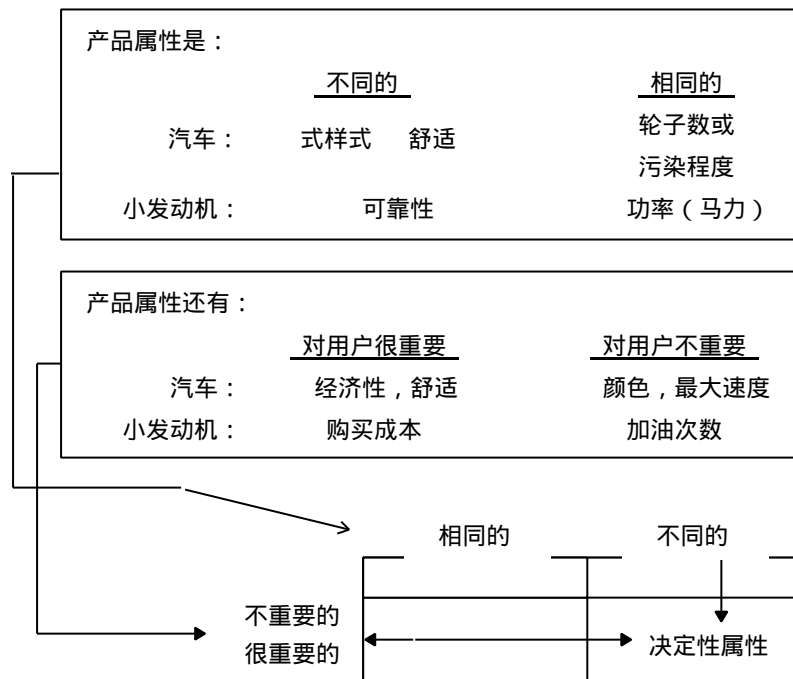 产品属性是：
不同的 相同的
汽车： 式样式 舒适 轮子数或
污染程度
小发动机： 可靠性 功率（马力）
产品属性还有：
对用户很重要 对用户不重要
汽车： 经济性，舒适 颜色，最大速度
小发动机： 购买成本 加油次数
相同的 不同的
不重要的
很重要的 决定性属性